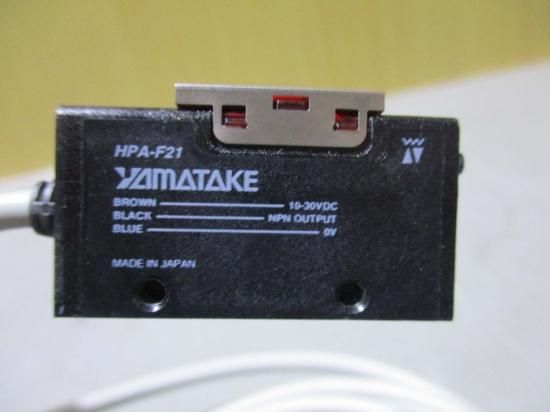 HPA-F21
YAMATAKE
BROWN 10-30VDC
BLACK NPN OUTPUT
BLUE 0V
MADE IN JAPAN